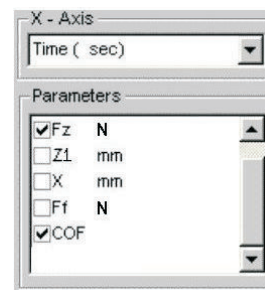 X - Axis
Time ( sec)
Parameters
Fz N
Z1 mm
X mm
Ff N
COF